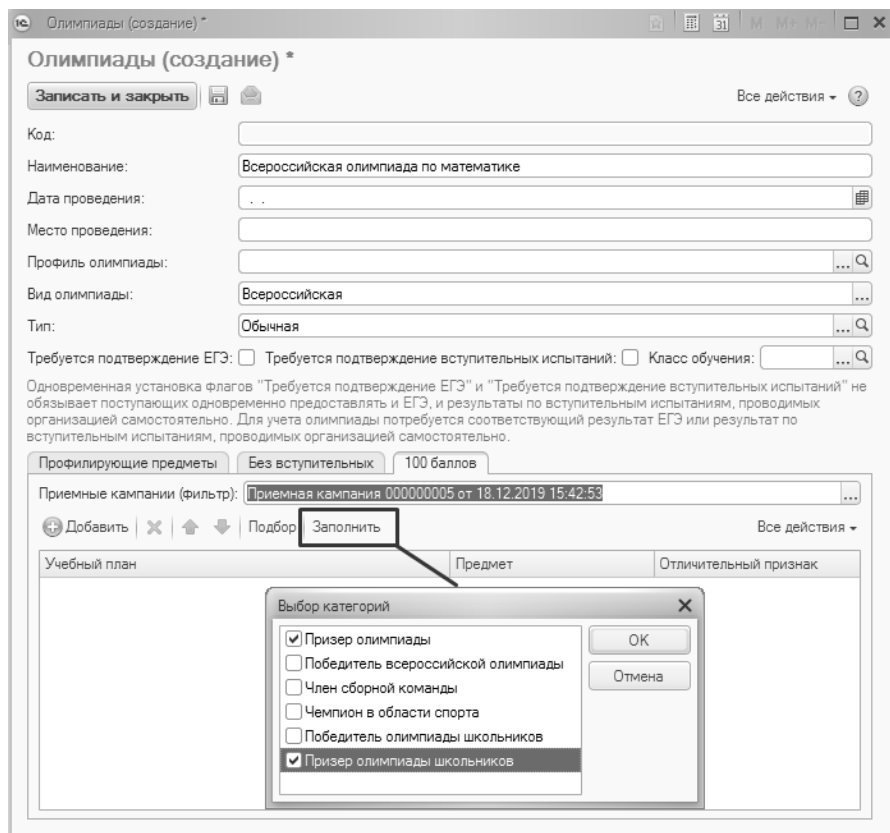 1С Олимпиады (создание) * 31 M M+ M-
Олимпиады (создание) *
Записать и закрыть Все действия ?
Код:
Наименование: Всероссийская олимпиада по математике
Дата проведения: . .
Место проведения:
Профиль олимпиады: ...
Вид олимпиады: Всероссийская ...
Тип: Обычная ...
Требуется подтверждение ЕГЭ: Требуется подтверждение вступительных испытаний: Класс обучения: ...
Одновременная установка флагов "Требуется подтверждение ЕГЭ" и "Требуется подтверждение вступительных испытаний" не
обязывает поступающих одновременно предоставлять и ЕГЭ, и результаты по вступительным испытаниям, проводимых
организацией самостоятельно. Для учета олимпиады потребуется соответствующий результат ЕГЭ или результат по
вступительным испытаниям, проводимых организацией самостоятельно.
Профилирующие предметы Без вступительных 100 баллов
Приемные кампании (фильтр): Приемная кампания 000000005 от 18.12.2019 15:42:53 ...
Добавить Подбор Заполнить Все действия
Учебный план Предмет Отличительный признак
Выбор категорий
Призер олимпиады OK
Победитель всероссийской олимпиады
Отмена
Член сборной команды
Чемпион в области спорта
Победитель олимпиады школьников
Призер олимпиады школьников